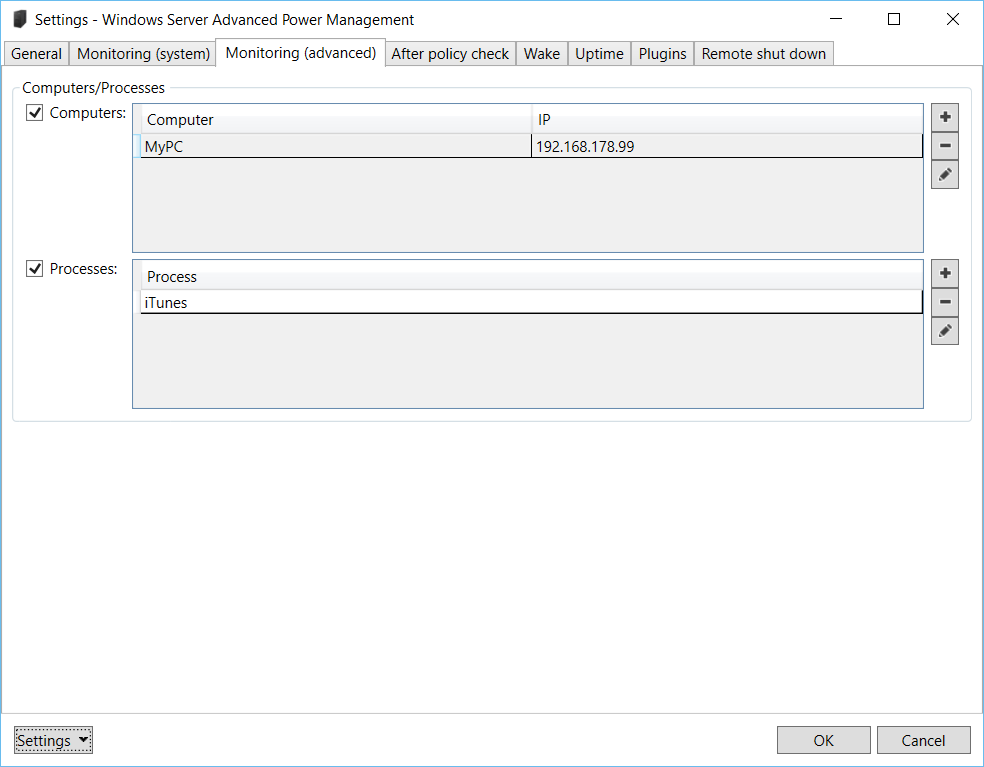 Settings - Windows Server Advanced Power Management
General Monitoring (system) Monitoring (advanced) After policy check Wake Uptime Plugins Remote shut down
Computers/Processes
Computers:
Computer IP
MyPC 192.168.178.99
Processes:
Process
iTunes
Settings OK Cancel